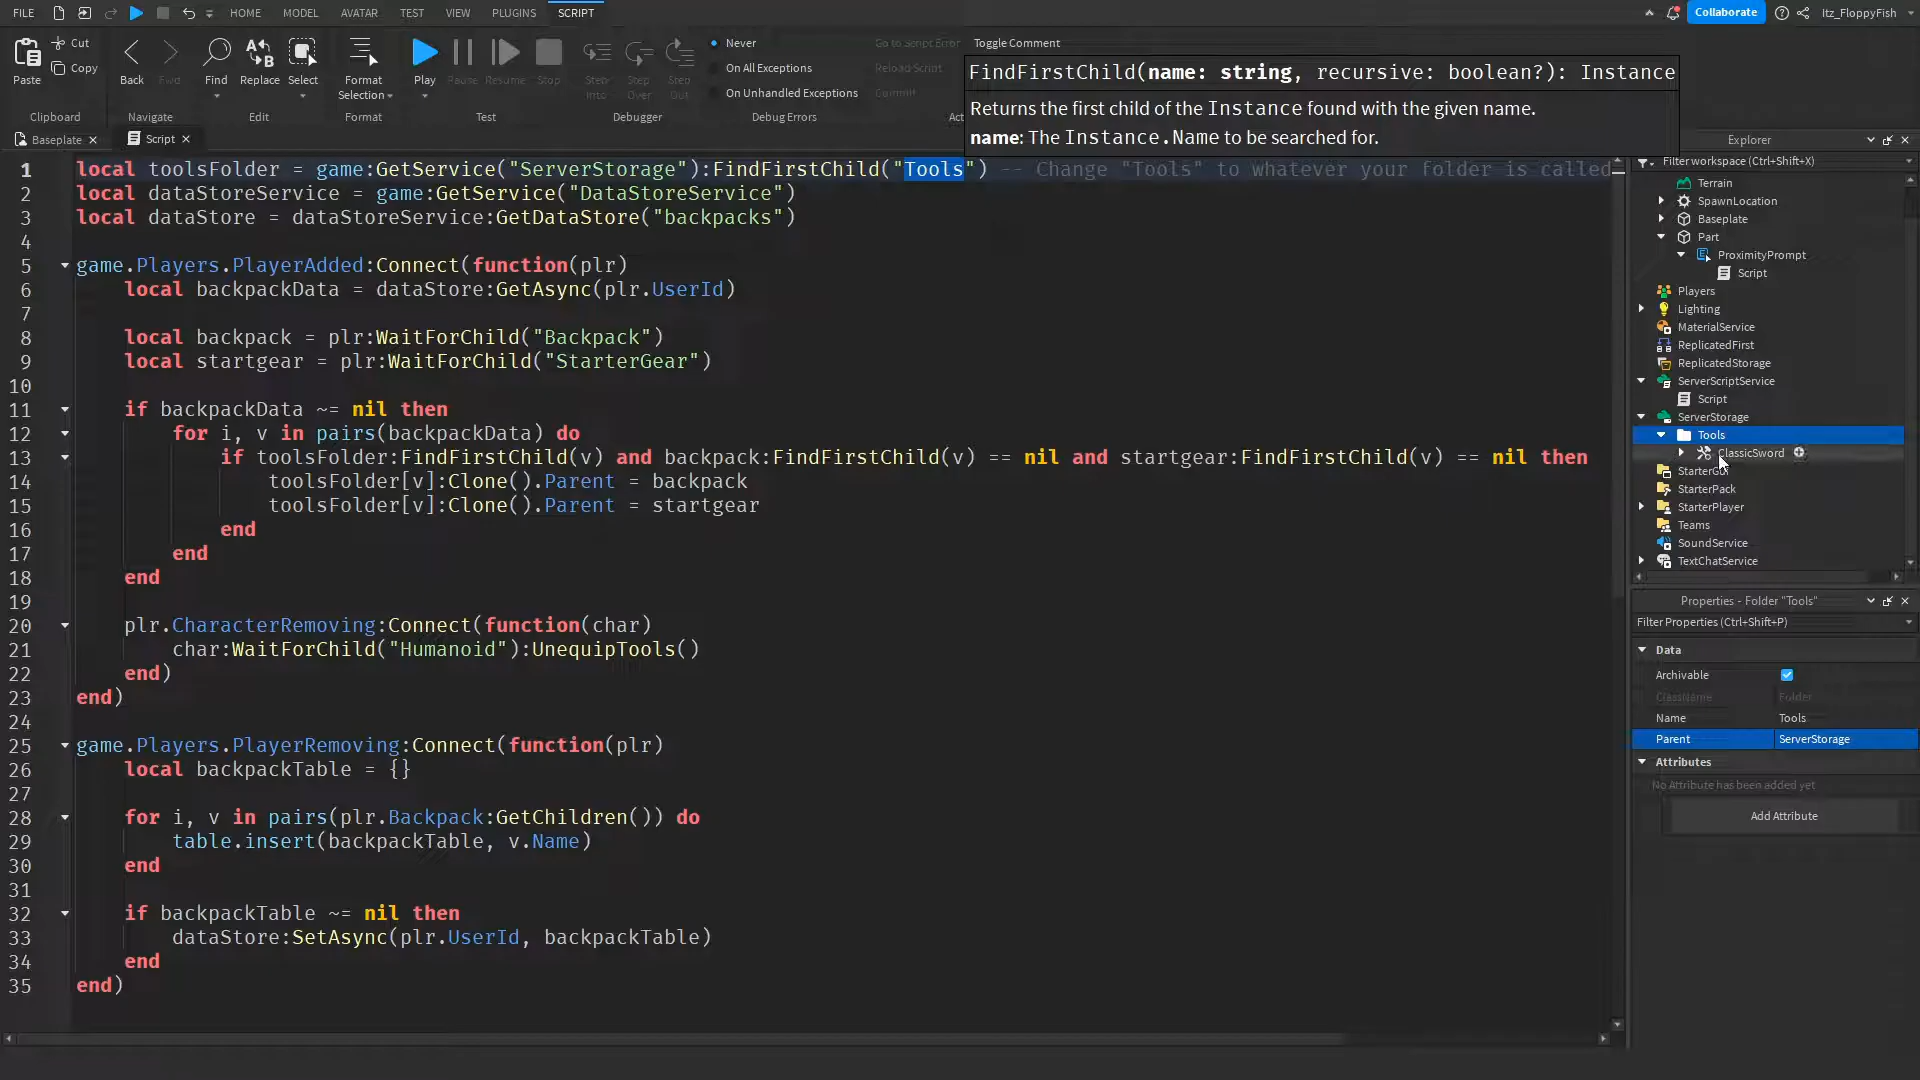 FILE HOME MODEL AVATAR TEST VIEW PLUGINS SCRIPT Collaborate Itz_FloppyFish
Paste Cut Copy Back Fwd Find Replace Select Format Selection Play Pause Resume Stop Step Into Step Over Step Out
Never Go to Script Error Toggle Comment
On All Exceptions Reload Script
On Unhandled Exceptions Commit
Clipboard Navigate Edit Format Test Debugger Debug Errors Act
FindFirstChild(name: string, recursive: boolean?): Instance
Returns the first child of the Instance found with the given name.
name: The Instance.Name to be searched for.
Baseplate Script
1 local toolsFolder = game:GetService("ServerStorage"):FindFirstChild("Tools") -- Change "Tools" to whatever your folder is called
2 local dataStoreService = game:GetService("DataStoreService")
3 local dataStore = dataStoreService:GetDataStore("backpacks")
4
5 game.Players.PlayerAdded:Connect(function(plr)
6 local backpackData = dataStore:GetAsync(plr.UserId)
7
8 local backpack = plr:WaitForChild("Backpack")
9 local startgear = plr:WaitForChild("StarterGear")
10
11 if backpackData ~= nil then
12 for i, v in pairs(backpackData) do
13 if toolsFolder:FindFirstChild(v) and backpack:FindFirstChild(v) == nil and startgear:FindFirstChild(v) == nil then
14 toolsFolder[v]:Clone().Parent = backpack
15 toolsFolder[v]:Clone().Parent = startgear
16 end
17 end
18 end
19
20 plr.CharacterRemoving:Connect(function(char)
21 char:WaitForChild("Humanoid"):UnequipTools()
22 end)
23 end)
24
25 game.Players.PlayerRemoving:Connect(function(plr)
26 local backpackTable = {}
27
28 for i, v in pairs(plr.Backpack:GetChildren()) do
29 table.insert(backpackTable, v.Name)
30 end
31
32 if backpackTable ~= nil then
33 dataStore:SetAsync(plr.UserId, backpackTable)
34 end
35 end)
Explorer
Filter workspace (Ctrl+Shift+X)
Terrain
SpawnLocation
Baseplate
Part
ProximityPrompt
Script
Players
Lighting
MaterialService
ReplicatedFirst
ReplicatedStorage
ServerScriptService
Script
ServerStorage
Tools
ClassicSword
StarterGui
StarterPack
StarterPlayer
Teams
SoundService
TextChatService
Properties - Folder "Tools"
Filter Properties (Ctrl+Shift+P)
Data
Archivable
ClassName Folder
Name Tools
Parent ServerStorage
Attributes
No Attribute has been added yet
Add Attribute